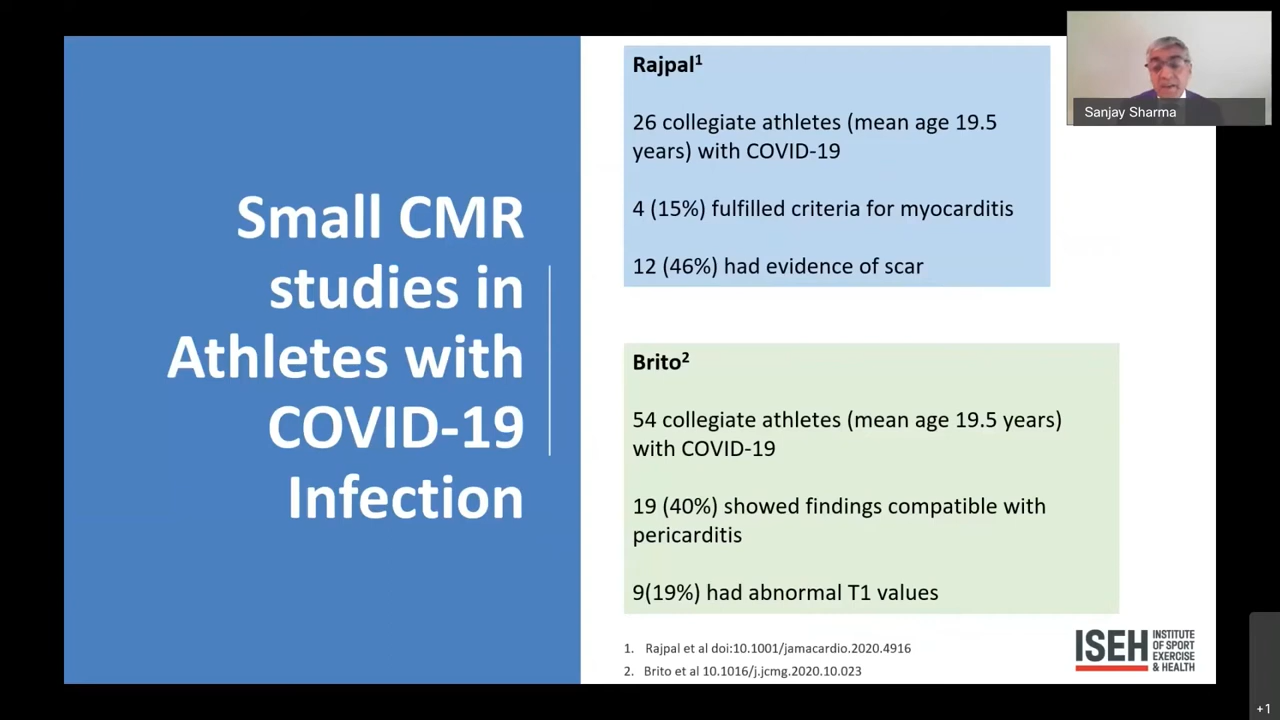 Small CMR
studies in
Athletes with
COVID-19
Infection
Rajpal¹
26 collegiate athletes (mean age 19.5
years) with COVID-19
4 (15%) fulfilled criteria for myocarditis
12 (46%) had evidence of scar
Brito²
54 collegiate athletes (mean age 19.5 years)
with COVID-19
19 (40%) showed findings compatible with
pericarditis
9(19%) had abnormal T1 values
1. Rajpal et al doi:10.1001/jamacardio.2020.4916
2. Brito et al 10.1016/j.jcmg.2020.10.023
ISEH
INSTITUTE
OF SPORT
EXERCISE
& HEALTH
Sanjay Sharma
+1